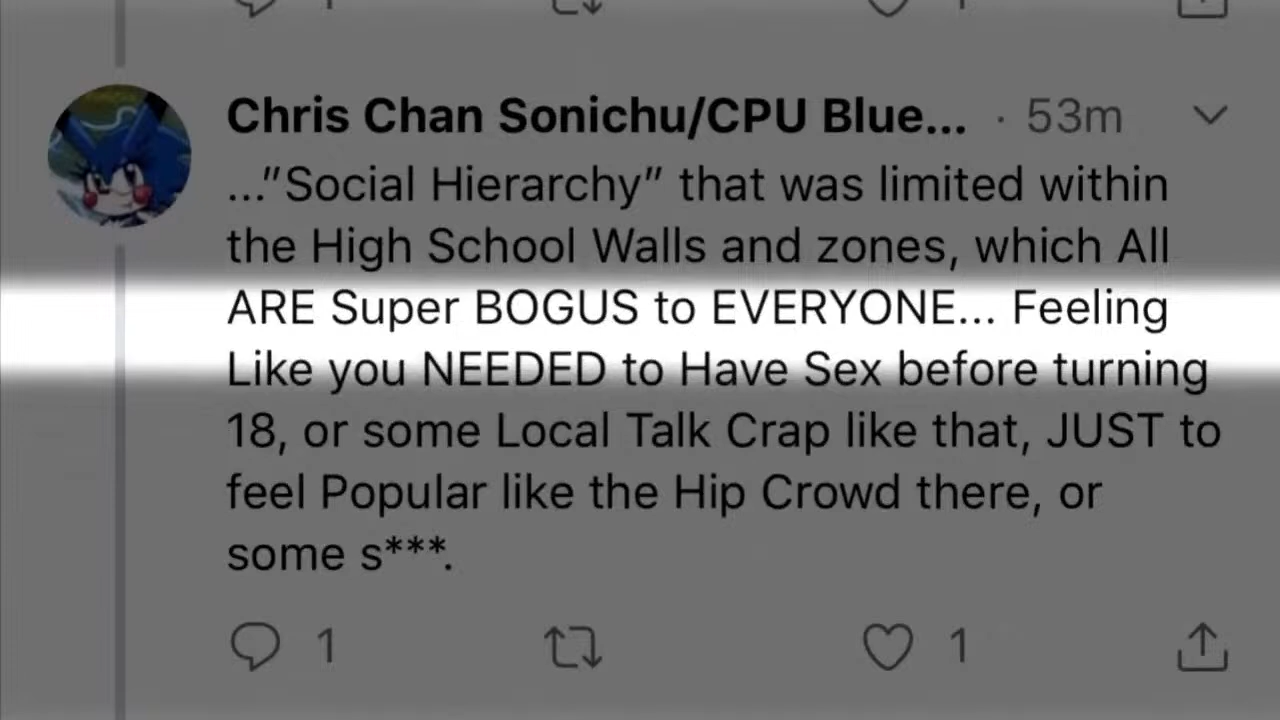 Chris Chan Sonichu/CPU Blue... · 53m
..."Social Hierarchy" that was limited within
the High School Walls and zones, which All
ARE Super BOGUS to EVERYONE... Feeling
Like you NEEDED to Have Sex before turning
18, or some Local Talk Crap like that, JUST to
feel Popular like the Hip Crowd there, or
some s***.
1 1